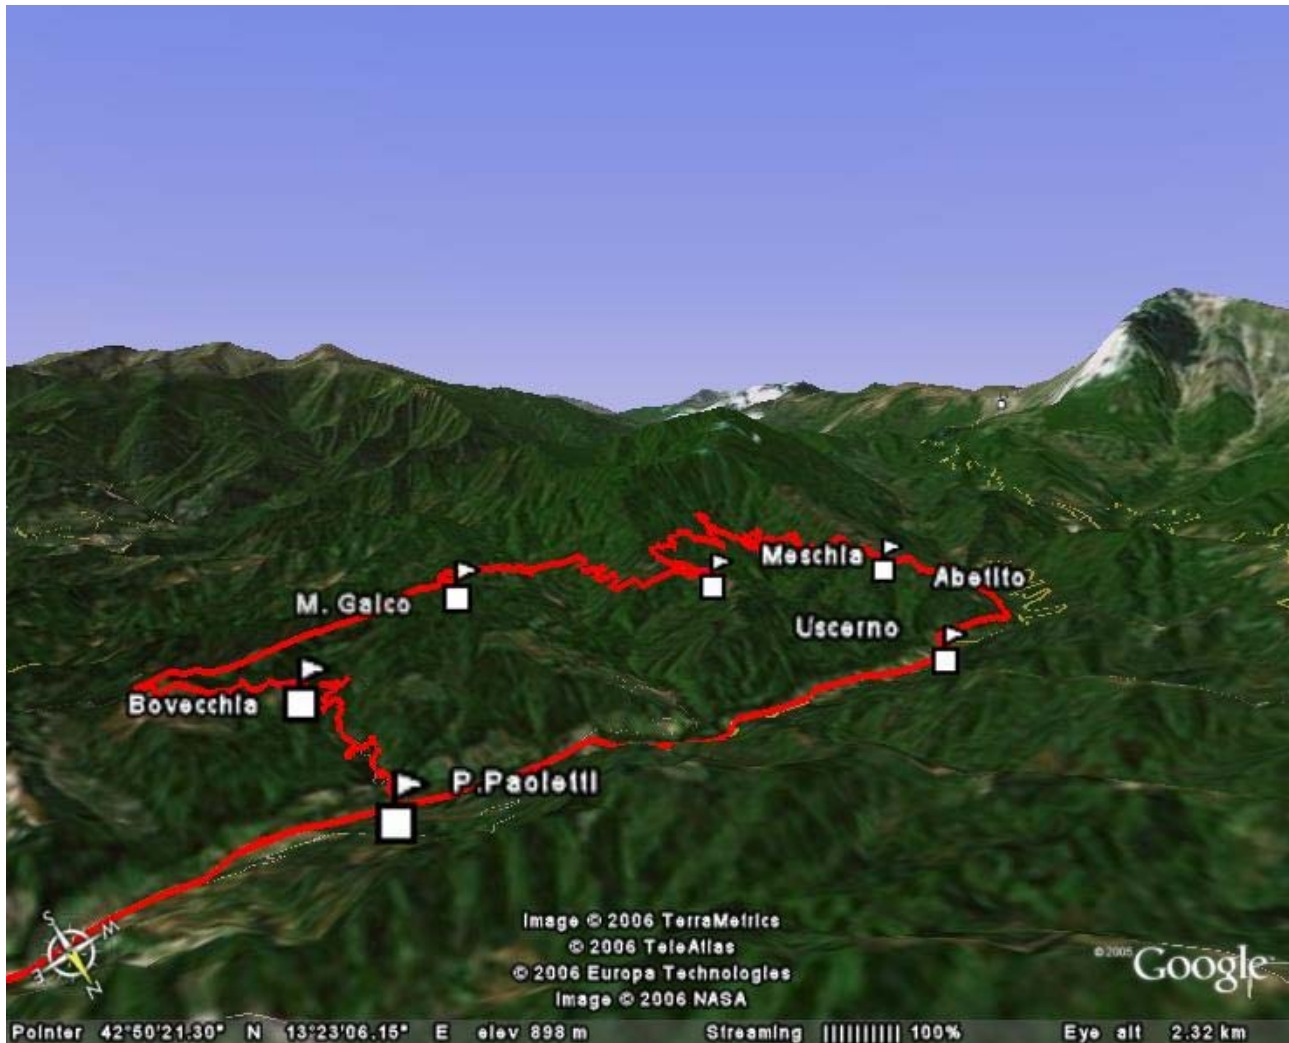 Meschia
Abetito
M. Galco
Uscerno
Bovecchia
P.Paoletti
S
W
E
N
Image © 2006 TerraMetrics
© 2006 TeleAtlas
© 2006 Europa Technologies
Image © 2006 NASA
© 2005 Google
Pointer 42°50'21.30" N 13°23'06.15" E elev 898 m Streaming |||||||||| 100% Eye alt 2.32 km